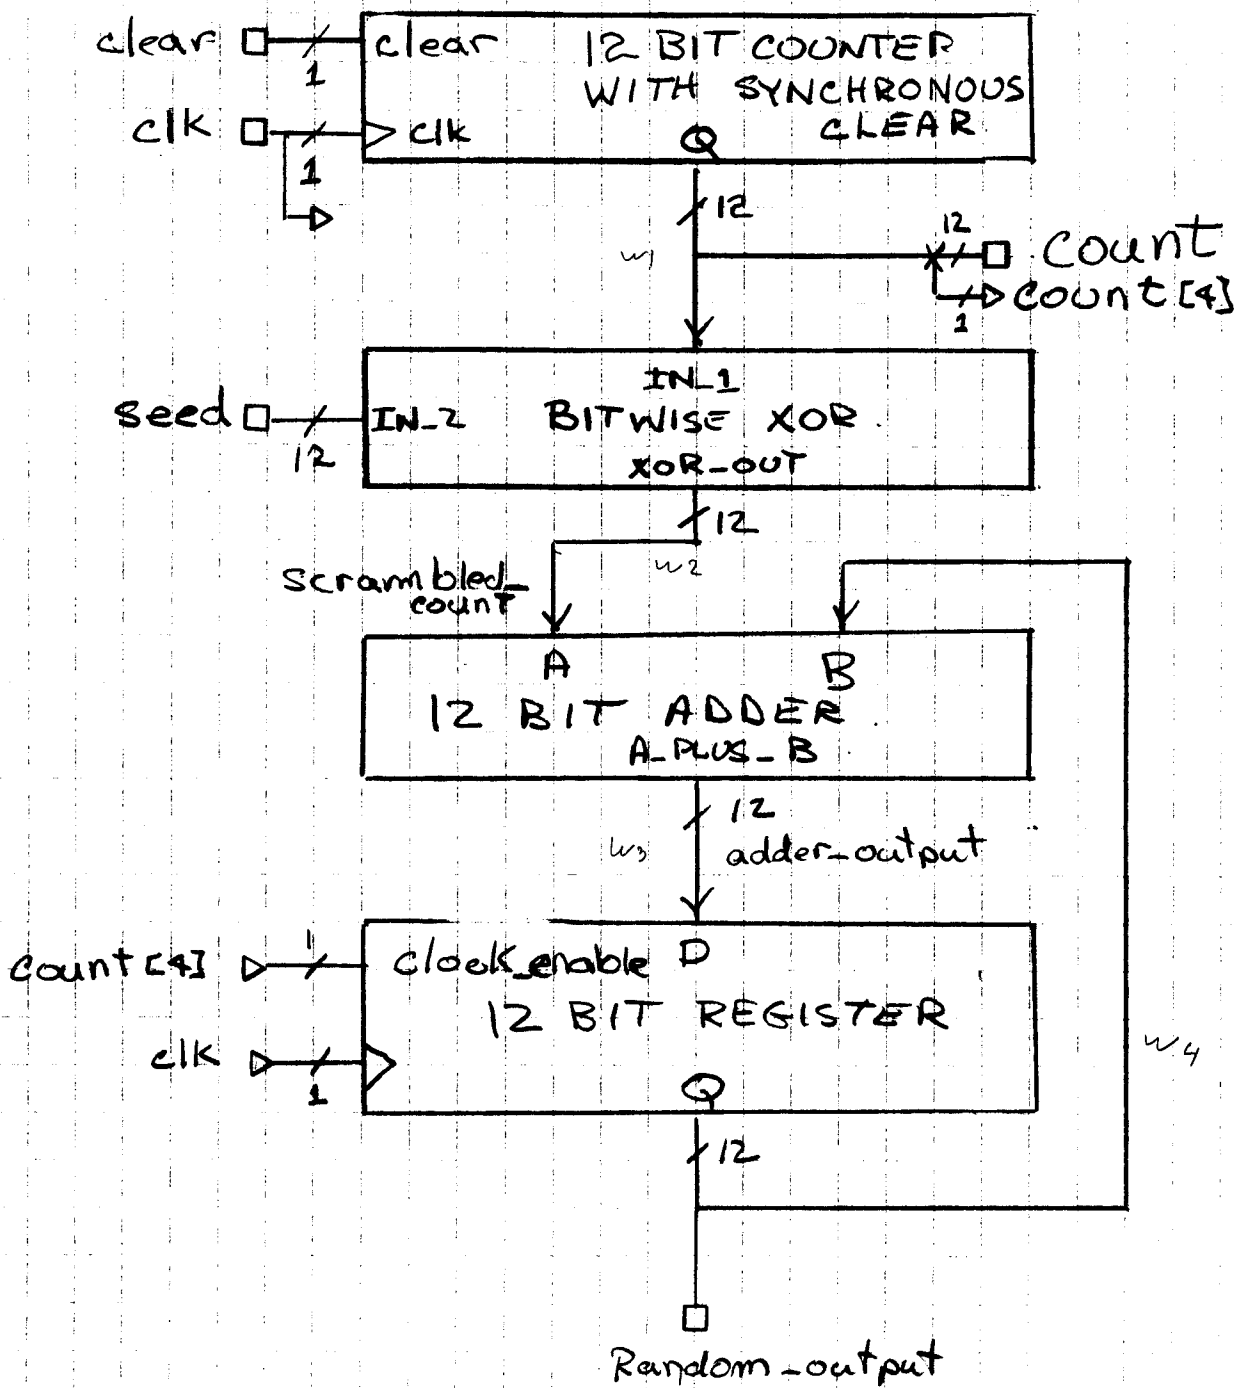 clear
1
clear
12 BIT COUNTER
WITH SYNCHRONOUS
CLEAR
clk
1
clk
Q
12
w1
12
count
count[4]
1
seed
12
IN_1
IN_2
BITWISE XOR
XOR_OUT
12
w2
scrambled_
count
A
B
12 BIT ADDER
A_PLUS_B
12
w3
adder_output
count[4]
1
clock_enable
D
12 BIT REGISTER
clk
1
Q
w4
12
Random_output